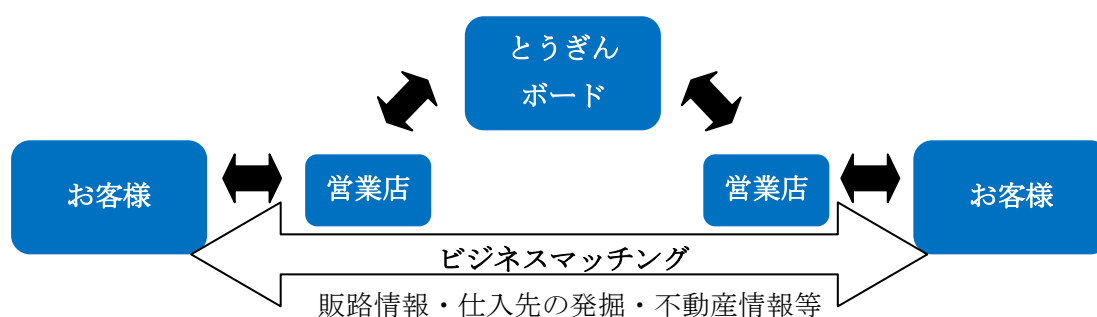 とうぎん
ボード
お客様
営業店
営業店
お客様
ビジネスマッチング
販路情報・仕入先の発掘・不動産情報等